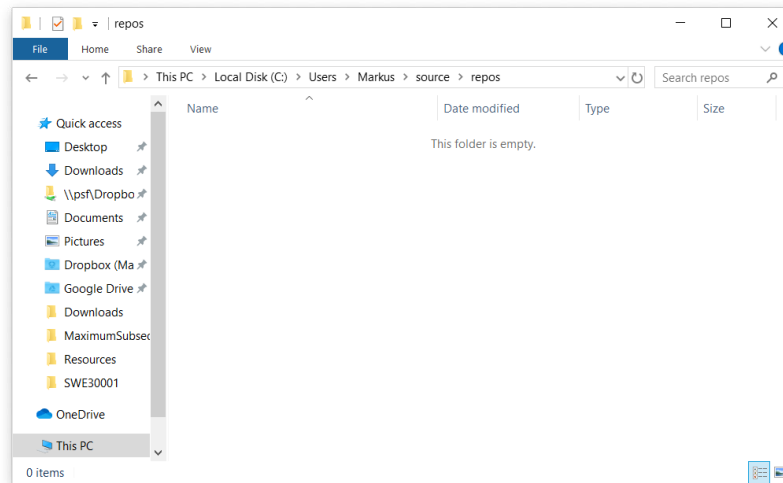 repos
File Home Share View
This PC Local Disk (C:) Users Markus source repos Search repos
Name Date modified Type Size
This folder is empty.
Quick access
Desktop
Downloads
\\psf\Dropbo
Documents
Pictures
Dropbox (Ma
Google Drive
Downloads
MaximumSubsec
Resources
SWE30001
OneDrive
This PC
0 items